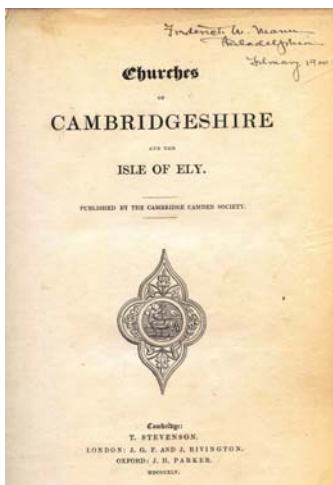 Frederick W. Mann
Philadelphia
February 1900
Churches
OF
CAMBRIDGESHIRE
AND THE
ISLE OF ELY.
PUBLISHED BY THE CAMBRIDGE CAMDEN SOCIETY.
Cambridge:
T. STEVENSON.
LONDON: J. G. F. AND J. RIVINGTON.
OXFORD: J. H. PARKER.
MDCCCXLV.